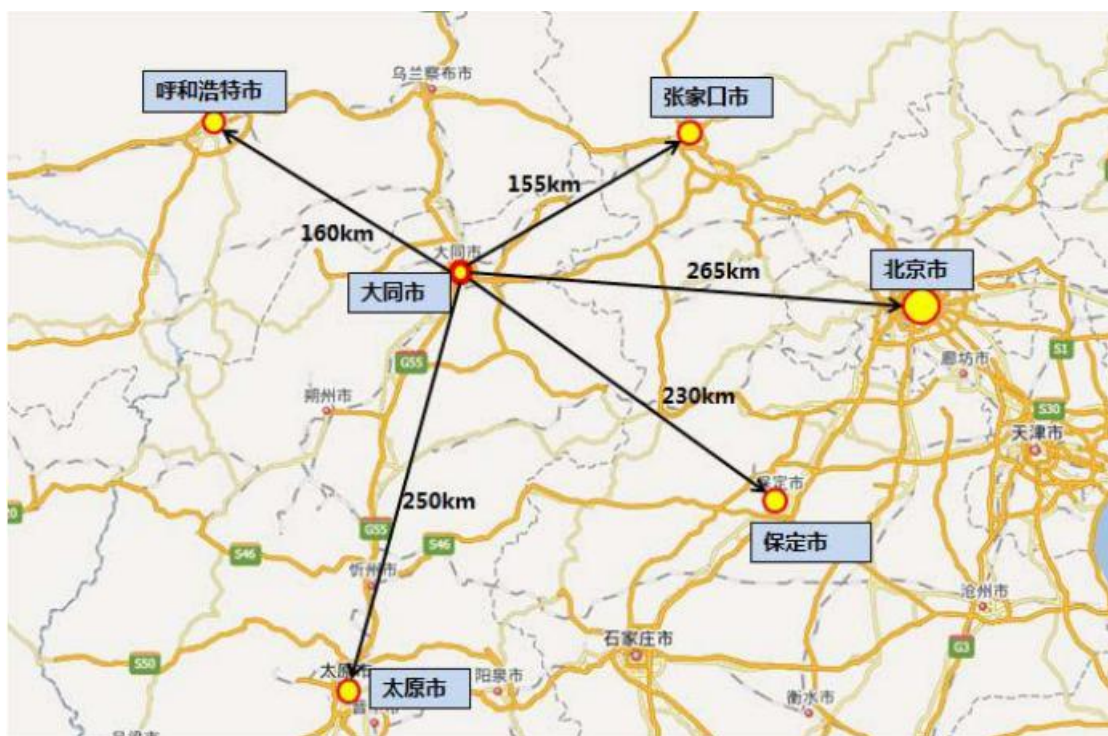 乌兰察布市
呼和浩特市
张家口市
155km
160km
大同市
大同市
265km
北京市
廊坊市
S1
G55
朔州市
230km
S30
天津市
250km
保定市
保定市
G55
S46
S46
忻州市
沧州市
石家庄市
G3
S50
太原市
太原市
阳泉市
衡水市